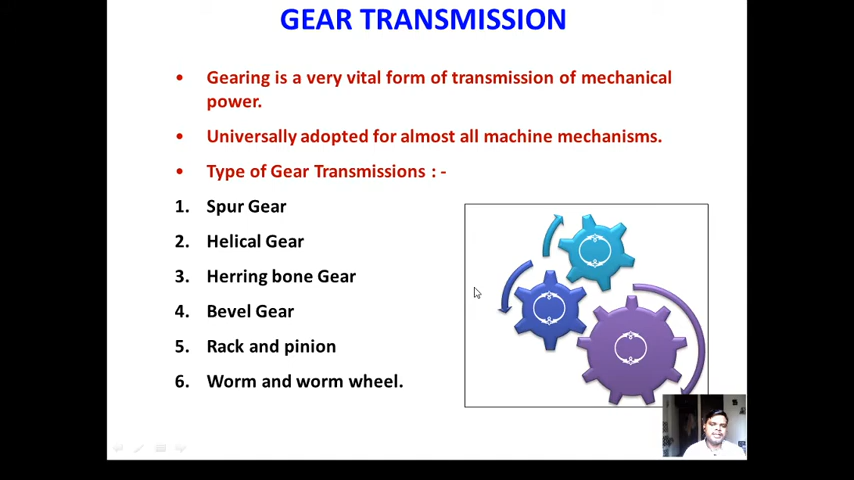 GEAR TRANSMISSION
• Gearing is a very vital form of transmission of mechanical
power.
• Universally adopted for almost all machine mechanisms.
• Type of Gear Transmissions : -
1. Spur Gear
2. Helical Gear
3. Herring bone Gear
4. Bevel Gear
5. Rack and pinion
6. Worm and worm wheel.